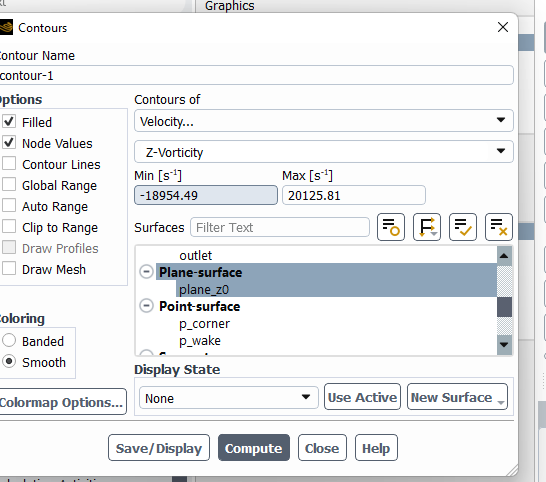 Graphics
Contours
Contour Name
contour-1
Options
Filled
Node Values
Contour Lines
Global Range
Auto Range
Clip to Range
Draw Profiles
Draw Mesh
Coloring
Banded
Smooth
Colormap Options...
Contours of
Velocity...
Z-Vorticity
Min [s⁻¹] Max [s⁻¹]
-18954.49 20125.81
Surfaces Filter Text
outlet
Plane-surface
plane_z0
Point-surface
p_corner
p_wake
Display State
None Use Active New Surface
Save/Display Compute Close Help